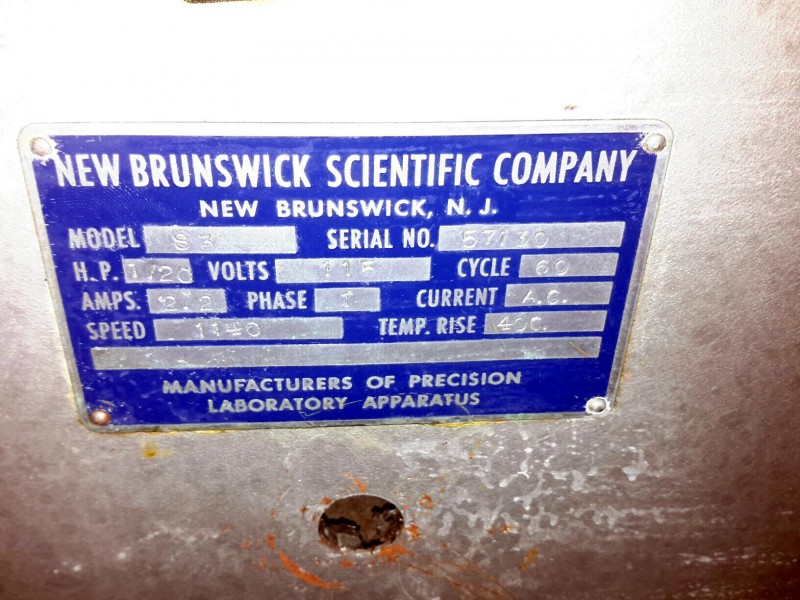 NEW BRUNSWICK SCIENTIFIC COMPANY
NEW BRUNSWICK, N. J.
MODEL S3 SERIAL NO. 57130
H.P. 1/20 VOLTS 115 CYCLE 60
AMPS. 2.2 PHASE 1 CURRENT A.C.
SPEED 1140 TEMP. RISE 40C.
MANUFACTURERS OF PRECISION
LABORATORY APPARATUS